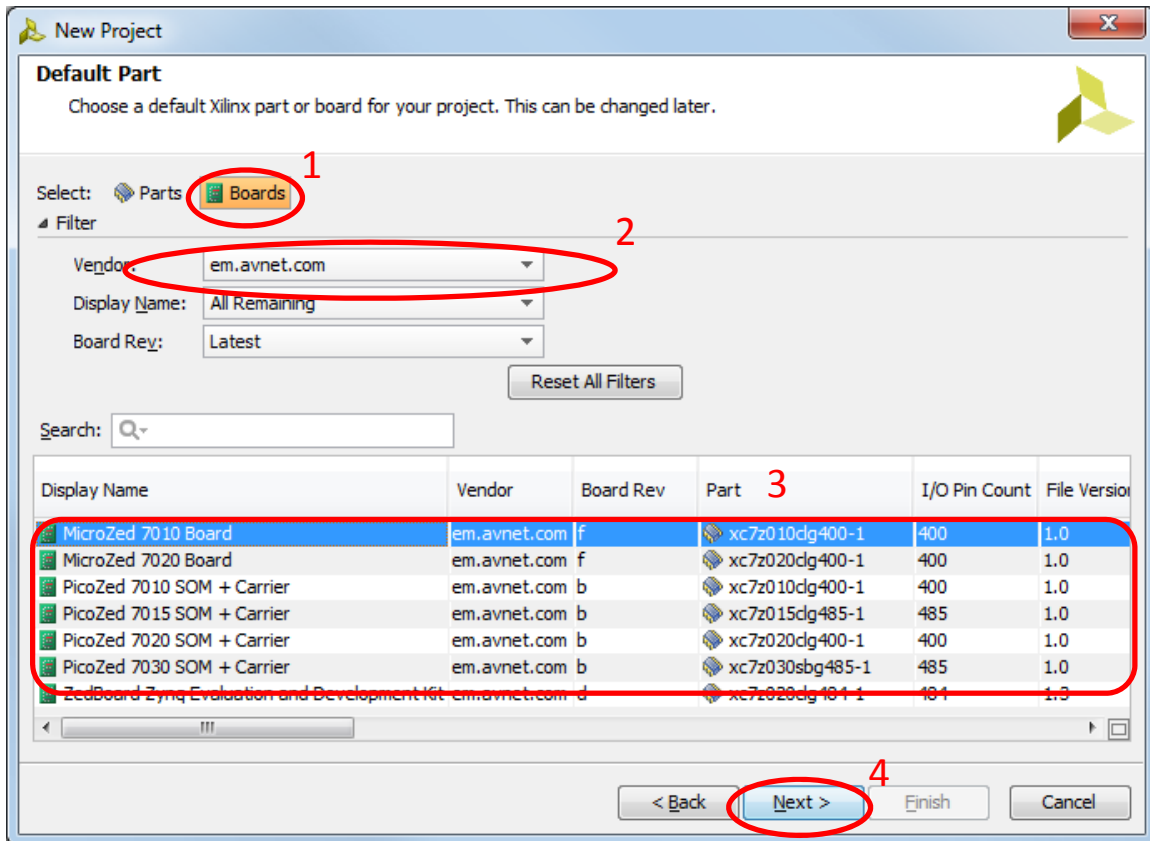 New Project
Default Part
Choose a default Xilinx part or board for your project. This can be changed later.
1
Select: Parts Boards
Filter
2
Vendor: em.avnet.com
Display Name: All Remaining
Board Rev: Latest
Reset All Filters
Search:
Display Name Vendor Board Rev Part 3 I/O Pin Count File Version
MicroZed 7010 Board em.avnet.com f xc7z010clg400-1 400 1.0
MicroZed 7020 Board em.avnet.com f xc7z020clg400-1 400 1.0
PicoZed 7010 SOM + Carrier em.avnet.com b xc7z010clg400-1 400 1.0
PicoZed 7015 SOM + Carrier em.avnet.com b xc7z015clg485-1 485 1.0
PicoZed 7020 SOM + Carrier em.avnet.com b xc7z020clg400-1 400 1.0
PicoZed 7030 SOM + Carrier em.avnet.com b xc7z030sbg485-1 485 1.0
ZedBoard Zynq Evaluation and Development Kit em.avnet.com d xc7z020clg484-1 484 1.3
4
< Back Next > Finish Cancel